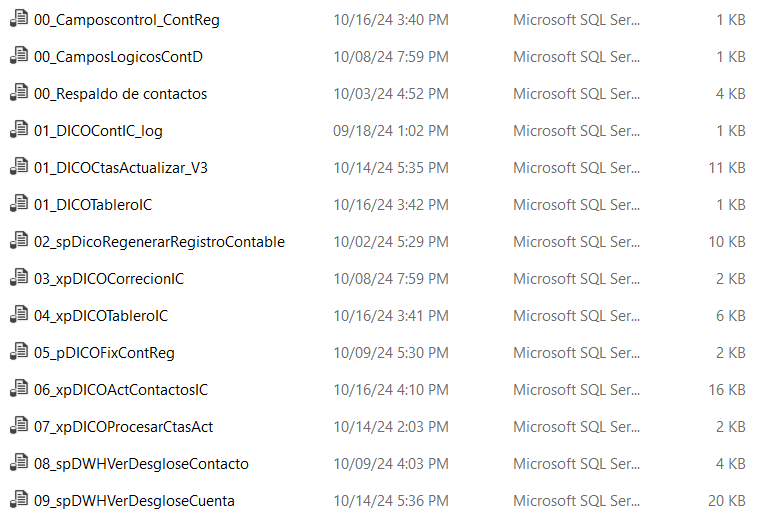 00_Camposcontrol_ContReg 10/16/24 3:40 PM Microsoft SQL Ser... 1 KB
00_CamposLogicosContD 10/08/24 7:59 PM Microsoft SQL Ser... 1 KB
00_Respaldo de contactos 10/03/24 4:52 PM Microsoft SQL Ser... 4 KB
01_DICOContIC_log 09/18/24 1:02 PM Microsoft SQL Ser... 1 KB
01_DICOCtasActualizar_V3 10/14/24 5:35 PM Microsoft SQL Ser... 11 KB
01_DICOTableroIC 10/16/24 3:42 PM Microsoft SQL Ser... 1 KB
02_spDicoRegenerarRegistroContable 10/02/24 5:29 PM Microsoft SQL Ser... 10 KB
03_xpDICOCorrecionIC 10/08/24 7:59 PM Microsoft SQL Ser... 2 KB
04_xpDICOTableroIC 10/16/24 3:41 PM Microsoft SQL Ser... 6 KB
05_pDICOFixContReg 10/09/24 5:30 PM Microsoft SQL Ser... 2 KB
06_xpDICOActContactosIC 10/16/24 4:10 PM Microsoft SQL Ser... 16 KB
07_xpDICOProcesarCtasAct 10/14/24 2:03 PM Microsoft SQL Ser... 2 KB
08_spDWHVerDesgloseContacto 10/09/24 4:03 PM Microsoft SQL Ser... 4 KB
09_spDWHVerDesgloseCuenta 10/14/24 5:36 PM Microsoft SQL Ser... 20 KB